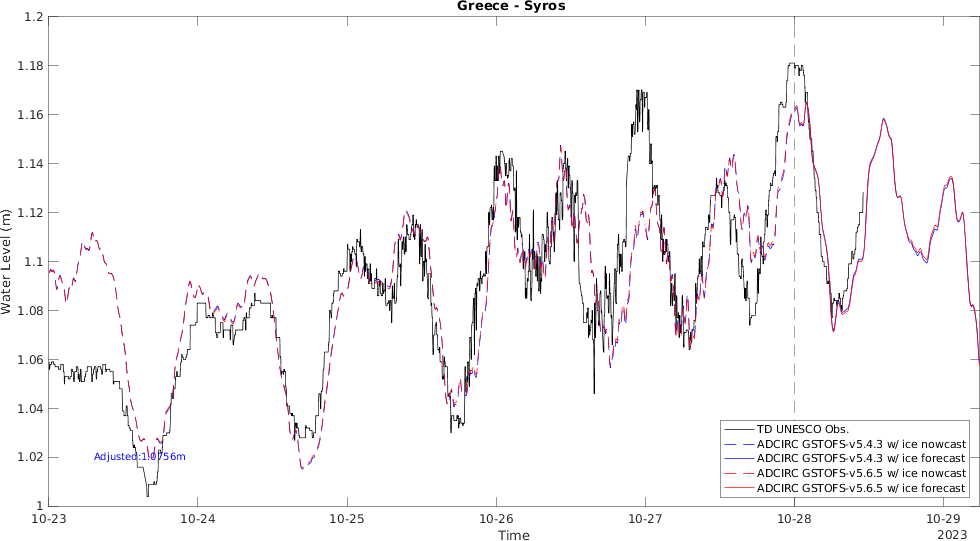 Greece - Syros
1.2
1.18
1.16
1.14
1.12
1.1
1.08
1.06
1.04
1.02
1
Water Level (m)
Adjusted:1.0756m
TD UNESCO Obs.
ADCIRC GSTOFS-v5.4.3 w/ ice nowcast
ADCIRC GSTOFS-v5.4.3 w/ ice forecast
ADCIRC GSTOFS-v5.6.5 w/ ice nowcast
ADCIRC GSTOFS-v5.6.5 w/ ice forecast
10-23 10-24 10-25 10-26 10-27 10-28 10-29
Time
2023